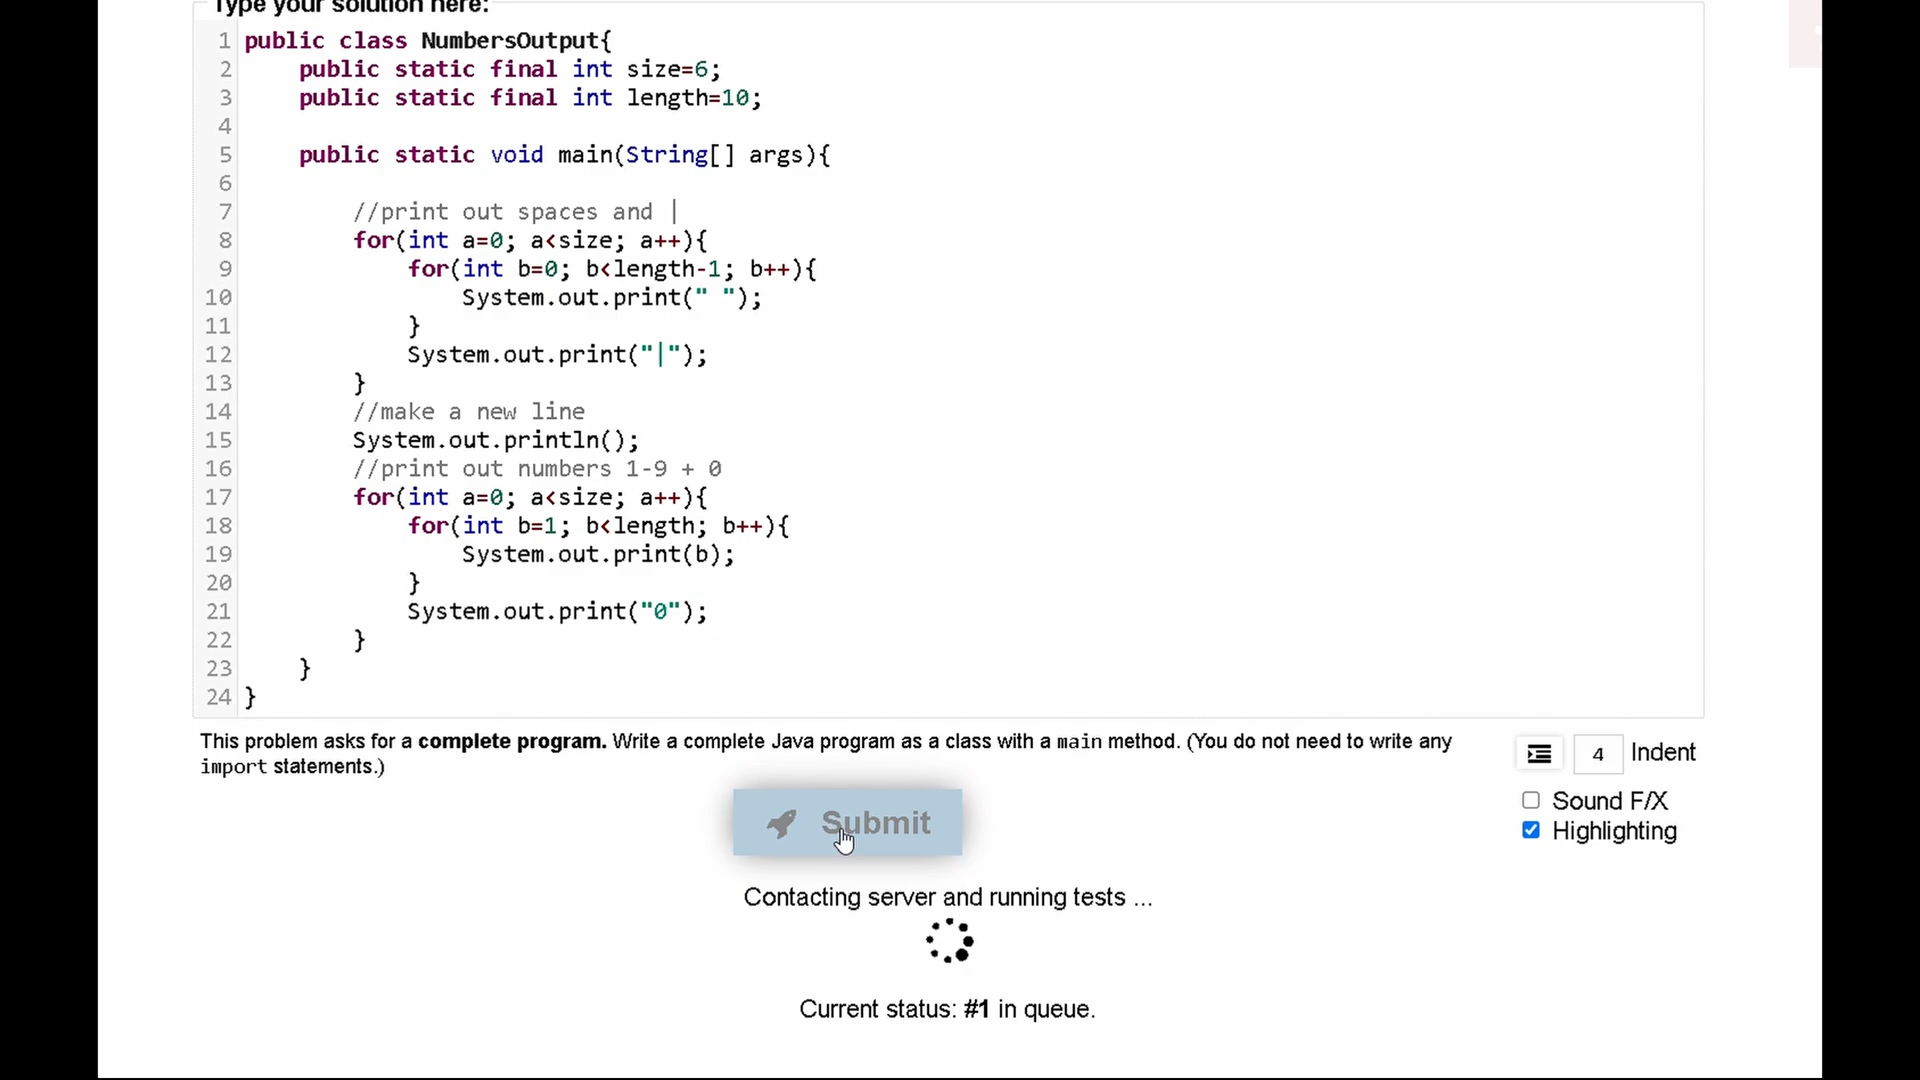 Type your solution here:
1 public class NumbersOutput{
2     public static final int size=6;
3     public static final int length=10;
4
5     public static void main(String[] args){
6
7         //print out spaces and |
8         for(int a=0; a<size; a++){
9             for(int b=0; b<length-1; b++){
10                 System.out.print(" ");
11             }
12             System.out.print("|");
13         }
14         //make a new line
15         System.out.println();
16         //print out numbers 1-9 + 0
17         for(int a=0; a<size; a++){
18             for(int b=1; b<length; b++){
19                 System.out.print(b);
20             }
21             System.out.print("0");
22         }
23     }
24 }
This problem asks for a complete program. Write a complete Java program as a class with a main method. (You do not need to write any
import statements.)
4 Indent
Sound F/X
Highlighting
Submit
Contacting server and running tests ...
Current status: #1 in queue.